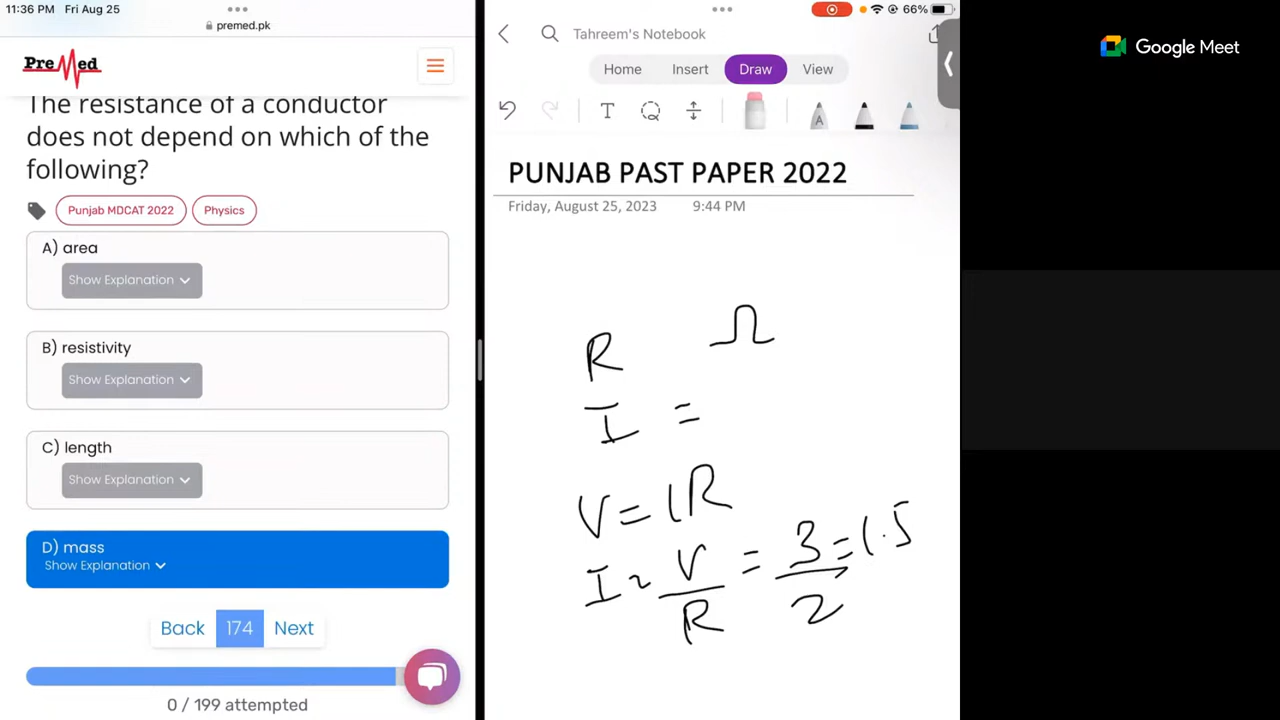 11:36 PM Fri Aug 25
premed.pk
PreMed
The resistance of a conductor
does not depend on which of the
following?
Punjab MDCAT 2022
Physics
A) area
Show Explanation
B) resistivity
Show Explanation
C) length
Show Explanation
D) mass
Show Explanation
Back 174 Next
0 / 199 attempted
66%
Tahreem's Notebook
Home Insert Draw View
T
A
PUNJAB PAST PAPER 2022
Friday, August 25, 2023 9:44 PM
R Ω
I =
V = IR
I = V/R = 3/2 = 1.5
Google Meet